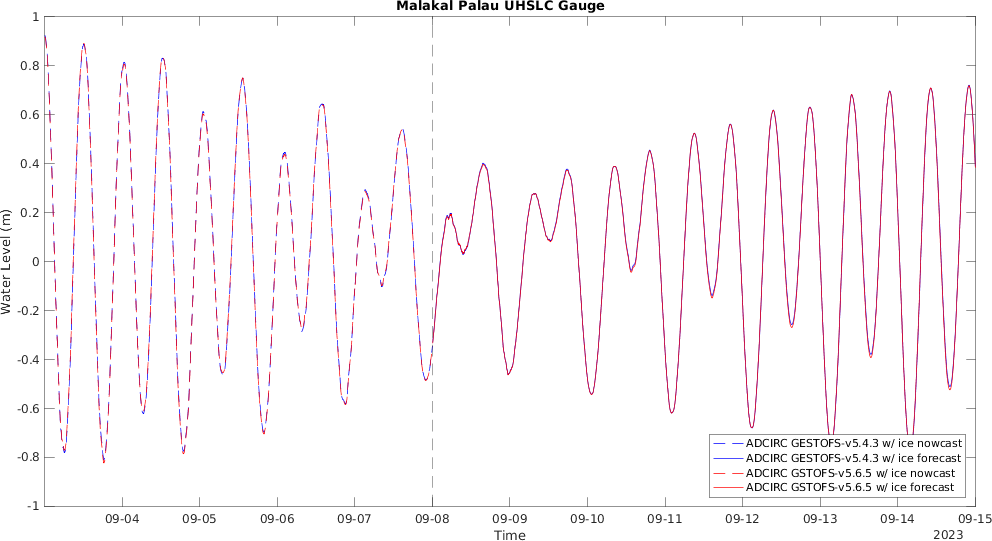 Malakal Palau UHSLC Gauge
1
0.8
0.6
0.4
0.2
0
-0.2
-0.4
-0.6
-0.8
-1
Water Level (m)
ADCIRC GESTOFS-v5.4.3 w/ ice nowcast
ADCIRC GESTOFS-v5.4.3 w/ ice forecast
ADCIRC GSTOFS-v5.6.5 w/ ice nowcast
ADCIRC GSTOFS-v5.6.5 w/ ice forecast
09-04 09-05 09-06 09-07 09-08 09-09 09-10 09-11 09-12 09-13 09-14 09-15
Time
2023